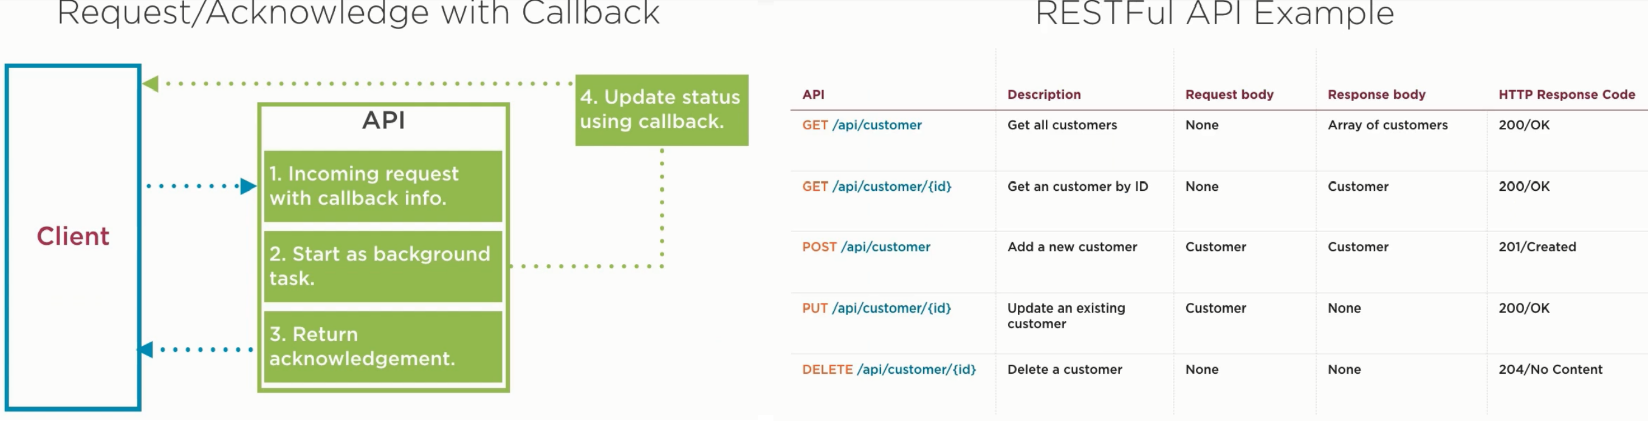 Request/Acknowledge with Callback
Client
API
1. Incoming request
with callback info.
2. Start as background
task.
3. Return
acknowledgement.
4. Update status
using callback.
RESTFul API Example
API Description Request body Response body HTTP Response Code
GET /api/customer Get all customers None Array of customers 200/OK
GET /api/customer/{id} Get an customer by ID None Customer 200/OK
POST /api/customer Add a new customer Customer Customer 201/Created
PUT /api/customer/{id} Update an existing Customer None 200/OK
customer
DELETE /api/customer/{id} Delete a customer None None 204/No Content